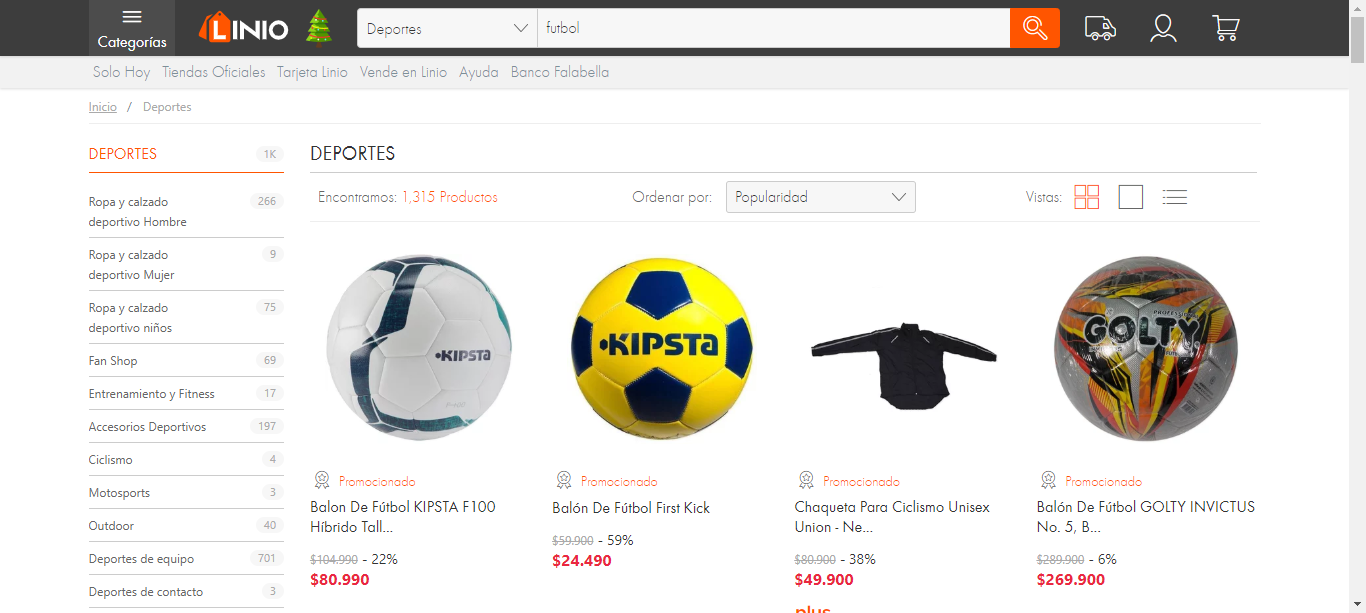 Categorías
LINIO
Deportes
futbol
Solo Hoy Tiendas Oficiales Tarjeta Linio Vende en Linio Ayuda Banco Falabella
Inicio / Deportes
DEPORTES 1K
Ropa y calzado deportivo Hombre 266
Ropa y calzado deportivo Mujer 9
Ropa y calzado deportivo niños 75
Fan Shop 69
Entrenamiento y Fitness 17
Accesorios Deportivos 197
Ciclismo 4
Motosports 3
Outdoor 40
Deportes de equipo 701
Deportes de contacto 3
DEPORTES
Encontramos: 1,315 Productos
Ordenar por: Popularidad
Vistas:
KIPSTA
F100
Promocionado
Balon De Fútbol KIPSTA F100
Híbrido Tall...
$104.990 - 22%
$80.990
KIPSTA
Promocionado
Balón De Fútbol First Kick
$59.900 - 59%
$24.490
Promocionado
Chaqueta Para Ciclismo Unisex
Union - Ne...
$80.900 - 38%
$49.900
plus
PROFESSIONAL
GOLTY
Promocionado
Balón De Fútbol GOLTY INVICTUS
No. 5, B...
$289.900 - 6%
$269.900